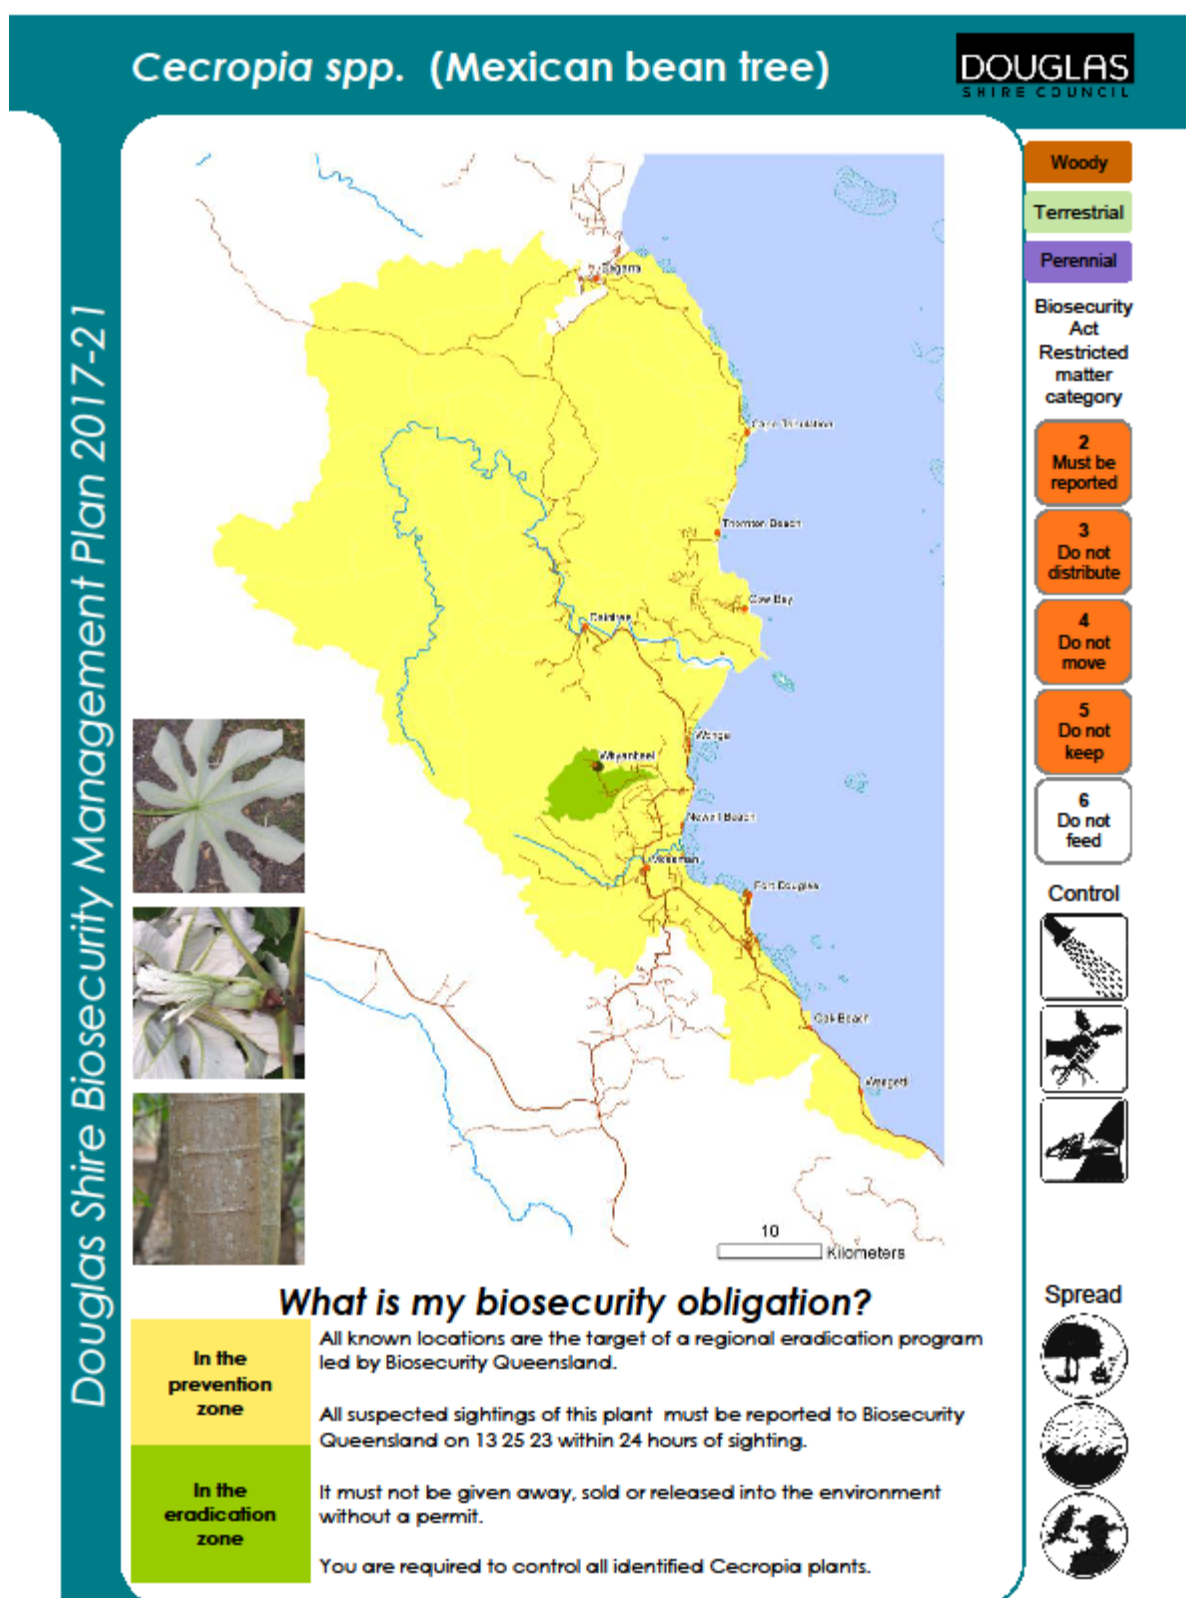 Cecropia spp. (Mexican bean tree)
DOUGLAS
SHIRE COUNCIL
Douglas Shire Biosecurity Management Plan 2017-21
Woody
Terrestrial
Perennial
Biosecurity
Act
Restricted
matter
category
2
Must be
reported
3
Do not
distribute
4
Do not
move
5
Do not
keep
6
Do not
feed
Control
Spread
Degarra
Cape Tribulation
Thornton Beach
Cow Bay
Daintree
Wonga
Whyanbeel
Newell Beach
Mossman
Port Douglas
Oak Beach
Wangetti
10
Kilometers
What is my biosecurity obligation?
In the
prevention
zone
All known locations are the target of a regional eradication program
led by Biosecurity Queensland.
All suspected sightings of this plant must be reported to Biosecurity
Queensland on 13 25 23 within 24 hours of sighting.
In the
eradication
zone
It must not be given away, sold or released into the environment
without a permit.
You are required to control all identified Cecropia plants.